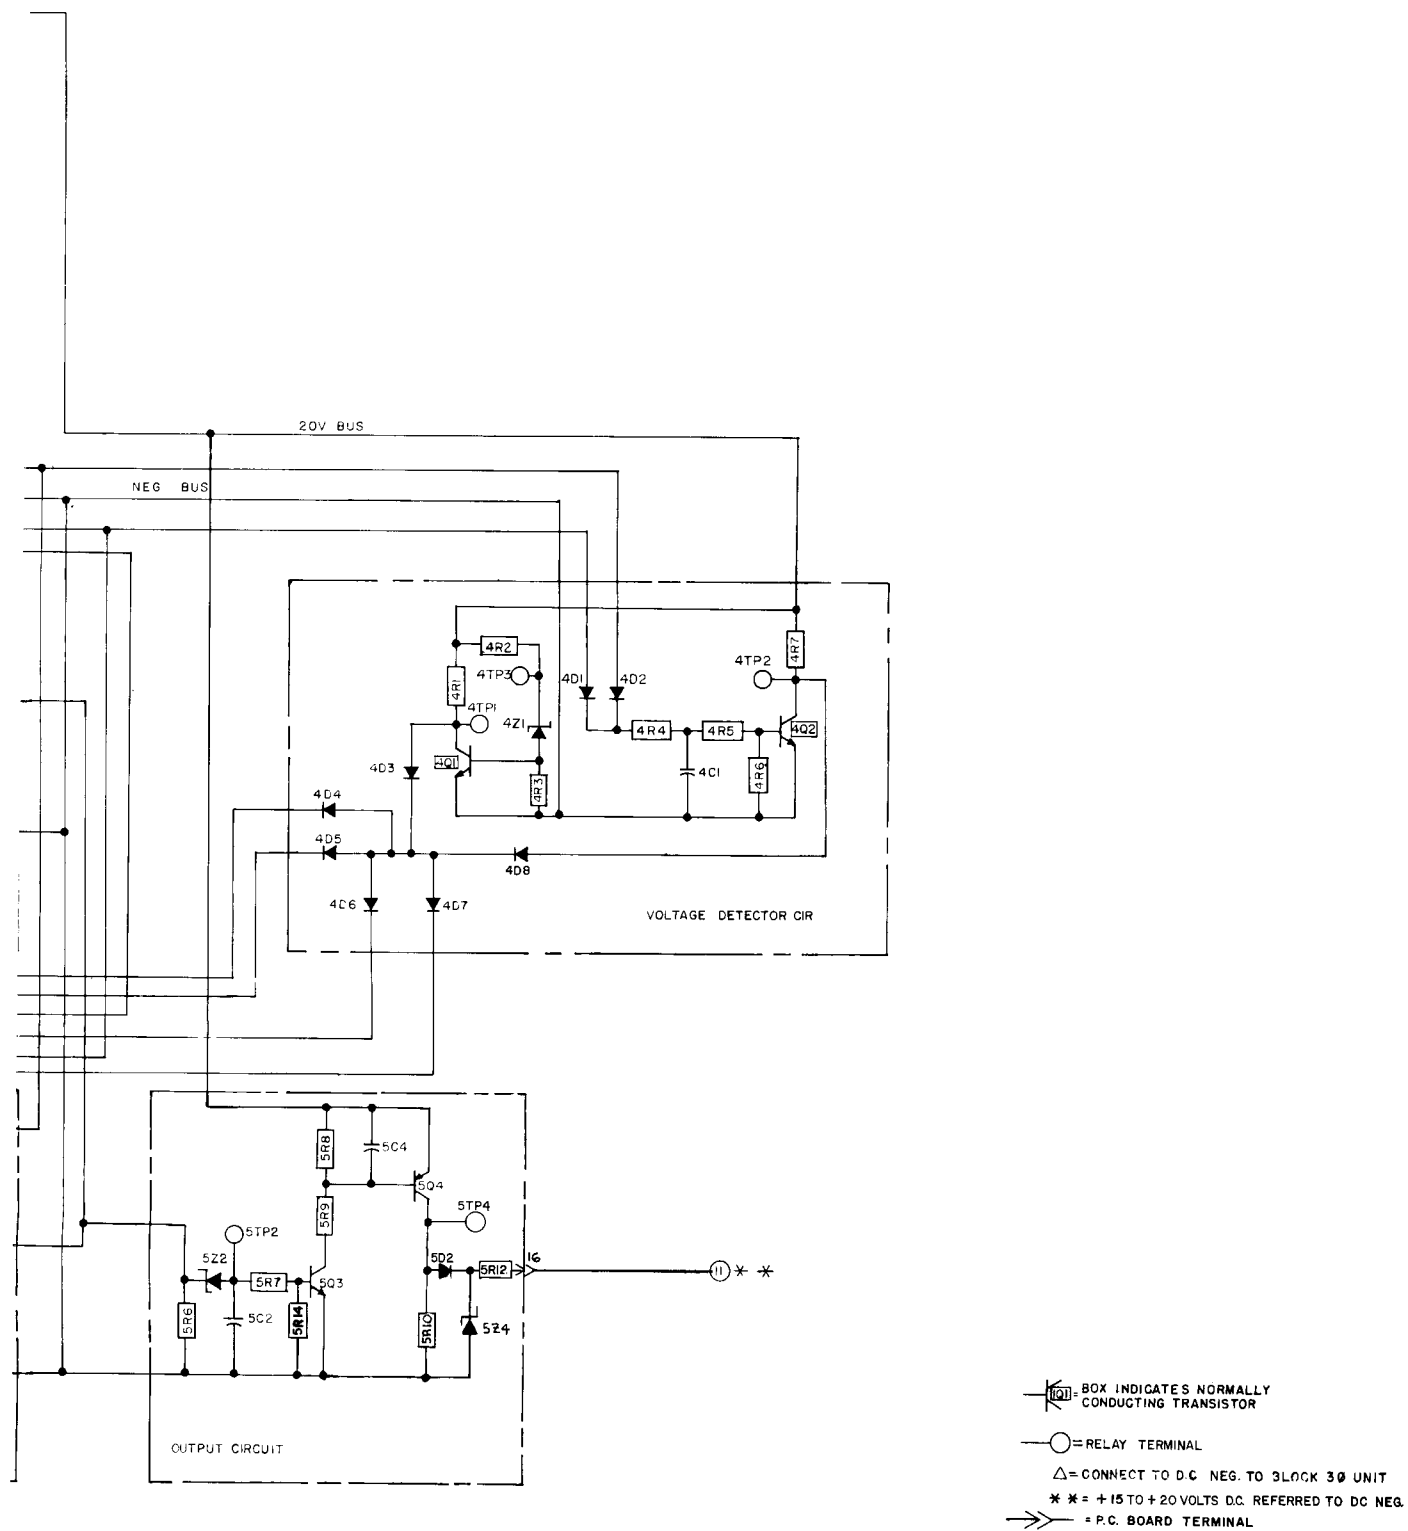 20V BUS
NEG BUS
4R2
4R7
4TP3
4TP2
4D1
4D2
4R1
4TP1
4Z1
4R4
4R5
4Q2
4Q1
4D3
4R3
4C1
4R6
4D4
4D5
4D8
4D6
4D7
VOLTAGE DETECTOR CIR
5R8
5C4
5Q4
5R9
5TP4
5TP2
5Z2
5D2
5R12
16
11
* *
5R7
5Q3
5R6
5C2
5R14
5R10
5Z4
OUTPUT CIRCUIT
1Q1 = BOX INDICATES NORMALLY
CONDUCTING TRANSISTOR
= RELAY TERMINAL
△ = CONNECT TO D.C. NEG. TO BLOCK 3Ø UNIT
* * = +15 TO +20 VOLTS D.C. REFERRED TO DC NEG.
= P.C. BOARD TERMINAL